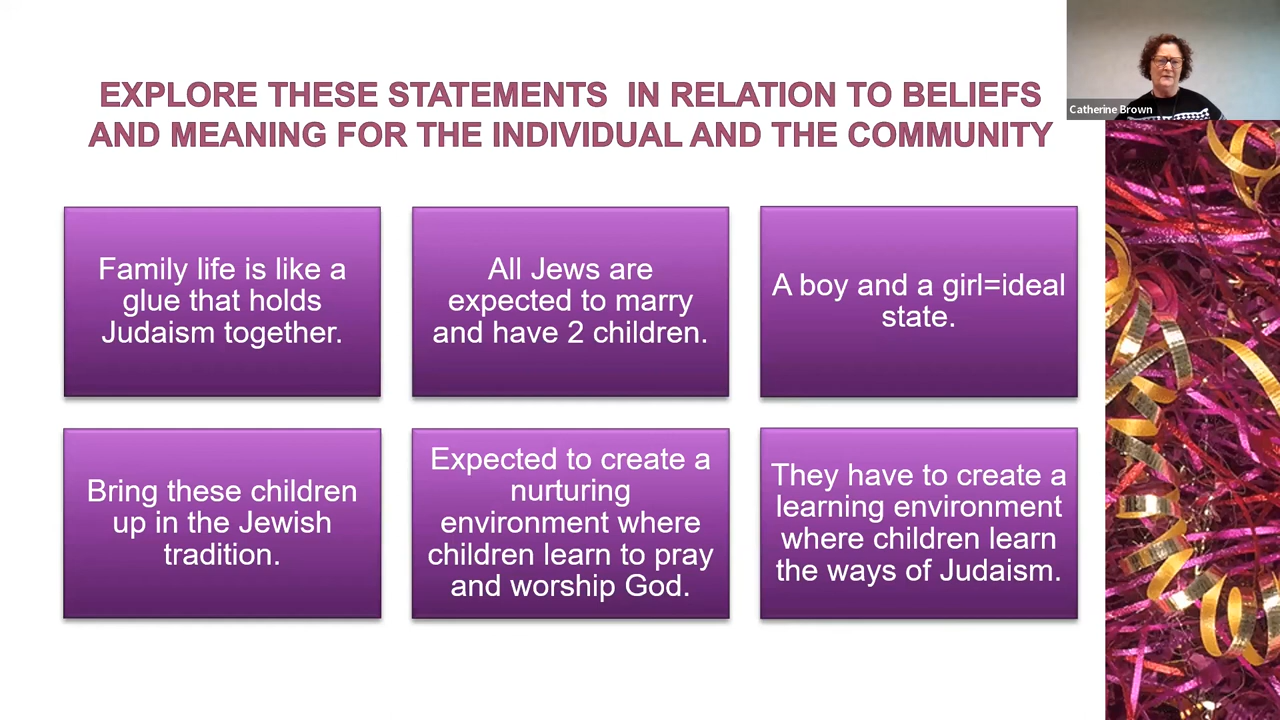 EXPLORE THESE STATEMENTS IN RELATION TO BELIEFS
AND MEANING FOR THE INDIVIDUAL AND THE COMMUNITY
Catherine Brown
Family life is like a
glue that holds
Judaism together.
All Jews are
expected to marry
and have 2 children.
A boy and a girl=ideal
state.
Bring these children
up in the Jewish
tradition.
Expected to create a
nurturing
environment where
children learn to pray
and worship God.
They have to create a
learning environment
where children learn
the ways of Judaism.